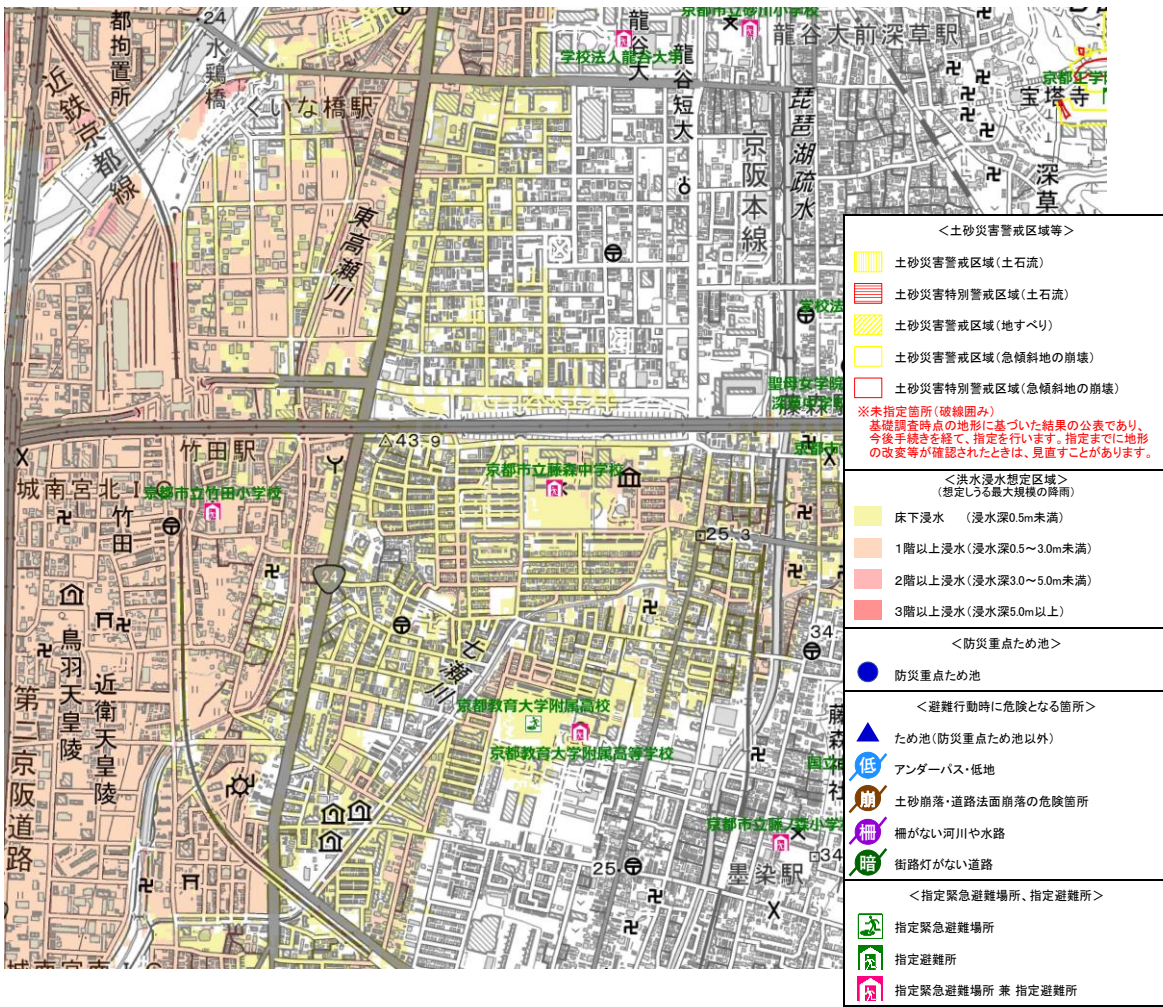 24
京都市立砂川小学校
都拘置所
水鶏橋
近鉄京都線
くいな橋駅
学校法人龍谷大学
龍谷大
龍谷短大
龍谷大前深草駅
琵琶湖疏水
京阪本線
宝塔寺
深草
東高瀬川
学校法
聖母女学院
43.9
竹田駅
城南宮北
京都市立竹田小学校
竹田
京都市立藤森中学校
25.3
24
鳥羽天皇陵
近衛天皇陵
第二京阪道路
七瀬川
34.
京都教育大学附属高校
京都教育大学附属高等学校
藤森神社
国立
京都市立藤ノ森小学校
25.
墨染駅
34
城南宮南IC
＜土砂災害警戒区域等＞
土砂災害警戒区域(土石流)
土砂災害特別警戒区域(土石流)
土砂災害警戒区域(地すべり)
土砂災害警戒区域(急傾斜地の崩壊)
土砂災害特別警戒区域(急傾斜地の崩壊)
※未指定箇所(破線囲み)
基礎調査時点の地形に基づいた結果の公表であり、
今後手続きを経て、指定を行います。指定までに地形
の改変等が確認されたときは、見直すことがあります。
＜洪水浸水想定区域＞
(想定しうる最大規模の降雨)
床下浸水 (浸水深0.5m未満)
1階以上浸水(浸水深0.5～3.0m未満)
2階以上浸水(浸水深3.0～5.0m未満)
3階以上浸水(浸水深5.0m以上)
＜防災重点ため池＞
防災重点ため池
＜避難行動時に危険となる箇所＞
ため池(防災重点ため池以外)
低 アンダーパス・低地
崩 土砂崩落・道路法面崩落の危険箇所
柵 柵がない河川や水路
暗 街路灯がない道路
＜指定緊急避難場所、指定避難所＞
指定緊急避難場所
指定避難所
指定緊急避難場所 兼 指定避難所